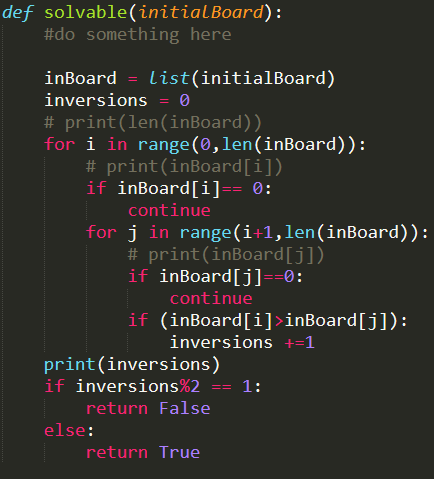 def solvable(initialBoard):
    #do something here

    inBoard = list(initialBoard)
    inversions = 0
    # print(len(inBoard))
    for i in range(0,len(inBoard)):
        # print(inBoard[i])
        if inBoard[i]== 0:
            continue
        for j in range(i+1,len(inBoard)):
            # print(inBoard[j])
            if inBoard[j]==0:
                continue
            if (inBoard[i]>inBoard[j]):
                inversions +=1
    print(inversions)
    if inversions%2 == 1:
        return False
    else:
        return True